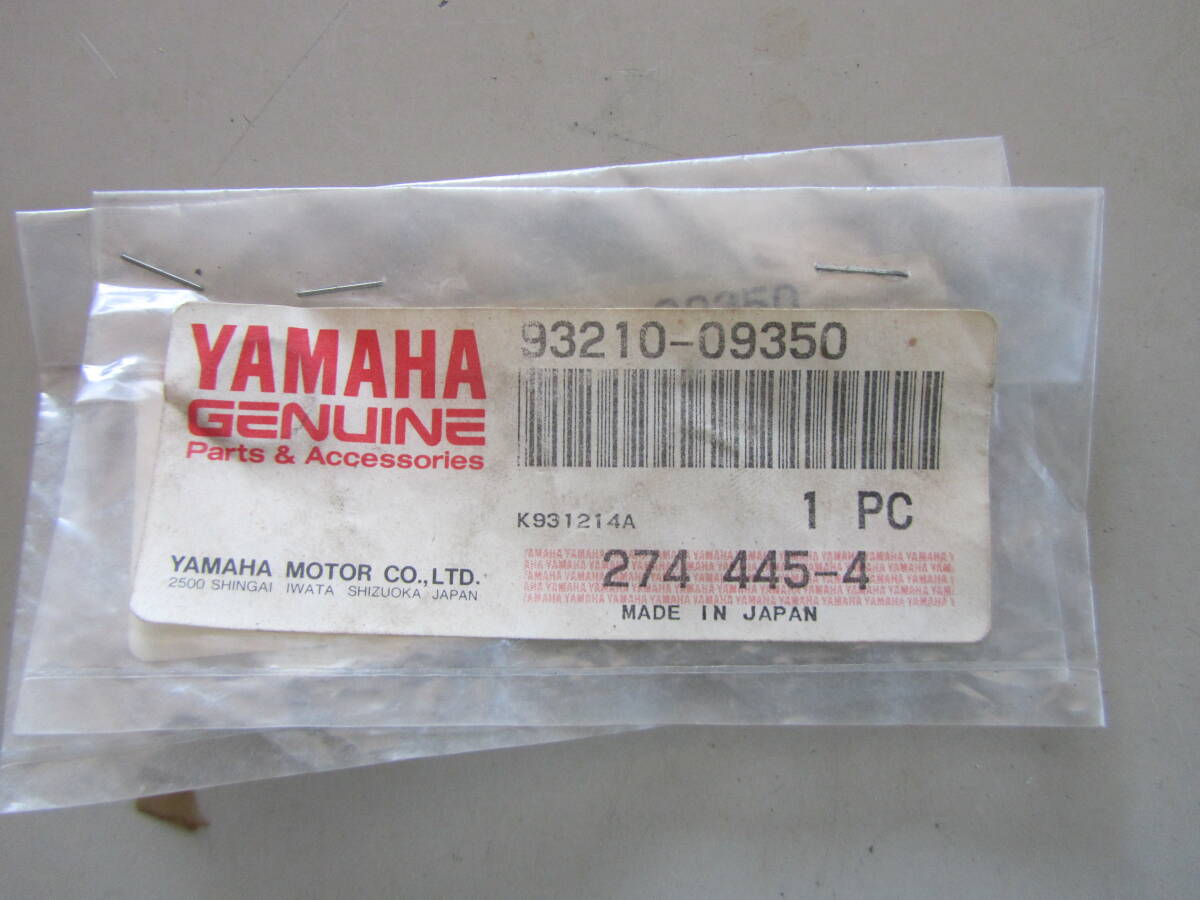 09350
93210-09350
YAMAHA
GENUINE
Parts & Accessories
K931214A
1 PC
274 445-4
YAMAHA MOTOR CO.,LTD.
2500 SHINGAI IWATA SHIZUOKA JAPAN
MADE IN JAPAN